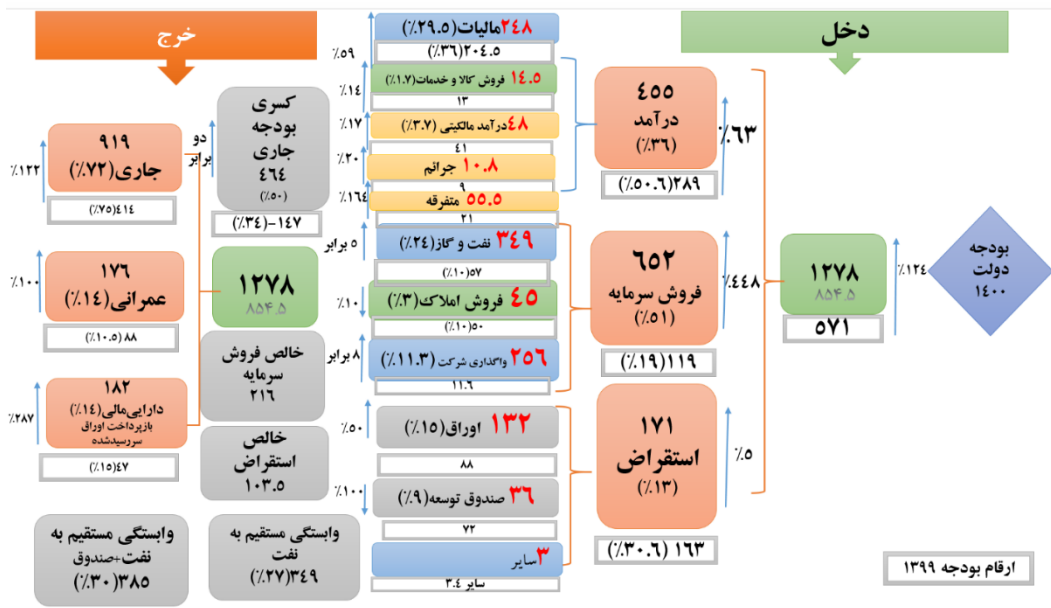 دخل
خرج
بودجه
دولت
۱۴۰۰
٪۱۲۴
۱۲۷۸
۸۵۴.۵
۵۷۱
٪۶۳
۴۵۵
درآمد
(٪۳۶)
۲۸۹(٪۵۰.۶)
٪۴۴۸
۶۵۲
فروش سرمایه
(٪۵۱)
۱۱۹(٪۱۹)
٪۵
۱۷۱
استقراض
(٪۱۳)
۱۶۳ (٪۳۰.۶)
ارقام بودجه ۱۳۹۹
٪۵۹
۲۴۸مالیات(٪۲۹.۵)
۲۰۴.۵(٪۳۶)
٪۱۴
۱۴.۵ فروش کالا و خدمات(٪۱.۷)
۱۳
٪۱۷
۴۸درآمد مالکیتی (٪۳.۷)
۴۱
٪۲۰
۱۰.۸ جرائم
۹
٪۱۶۴
۵۵.۵ متفرقه
۲۱
۵ برابر
۳۴۹ نفت و گاز(٪۲۴)
۵۷(٪۱۰)
٪۱۰
۴۵ فروش املاک(٪۳)
۵۰(٪۱۰)
۸ برابر
۲۵۶ واگذاری شرکت (٪۱۱.۳)
۱۱.۶
٪۵۰
۱۳۲ اوراق(٪۱۵)
۸۸
٪۱۰۰
۳۶ صندوق توسعه(٪۹)
۷۲
۳سایر
سایر ۳.۴
دو
برابر
کسری
بودجه
جاری
۴۶۴
(٪۵۰)
۱۴۷-(٪۳۴)
۱۲۷۸
۸۵۴.۵
خالص فروش
سرمایه
۲۱۶
خالص
استقراض
۱۰۳.۵
وابستگی مستقیم به
نفت
۳۴۹(٪۲۷)
٪۱۲۲
۹۱۹
جاری(٪۷۲)
۴۱۴(٪۷۵)
٪۱۰۰
۱۷۶
عمرانی(٪۱۴)
۸۸ (٪۱۰.۵)
٪۲۸۷
۱۸۲
دارایی‌مالی(٪۱۴)
بازپرداخت اوراق
سررسیدشده
۴۷(٪۱۵)
وابستگی مستقیم به
نفت+صندوق
۳۸۵(٪۳۰)